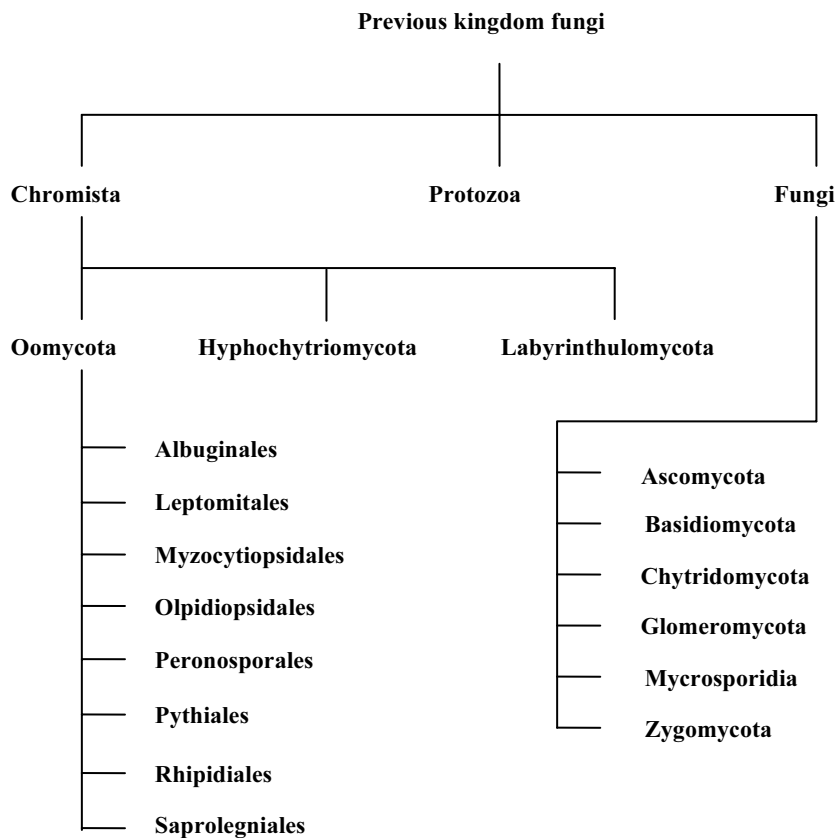 Previous kingdom fungi
Chromista
Protozoa
Fungi
Oomycota
Hyphochytriomycota
Labyrinthulomycota
Albuginales
Leptomitales
Myzocytiopsidales
Olpidiopsidales
Peronosporales
Pythiales
Rhipidiales
Saprolegniales
Ascomycota
Basidiomycota
Chytridomycota
Glomeromycota
Mycrosporidia
Zygomycota